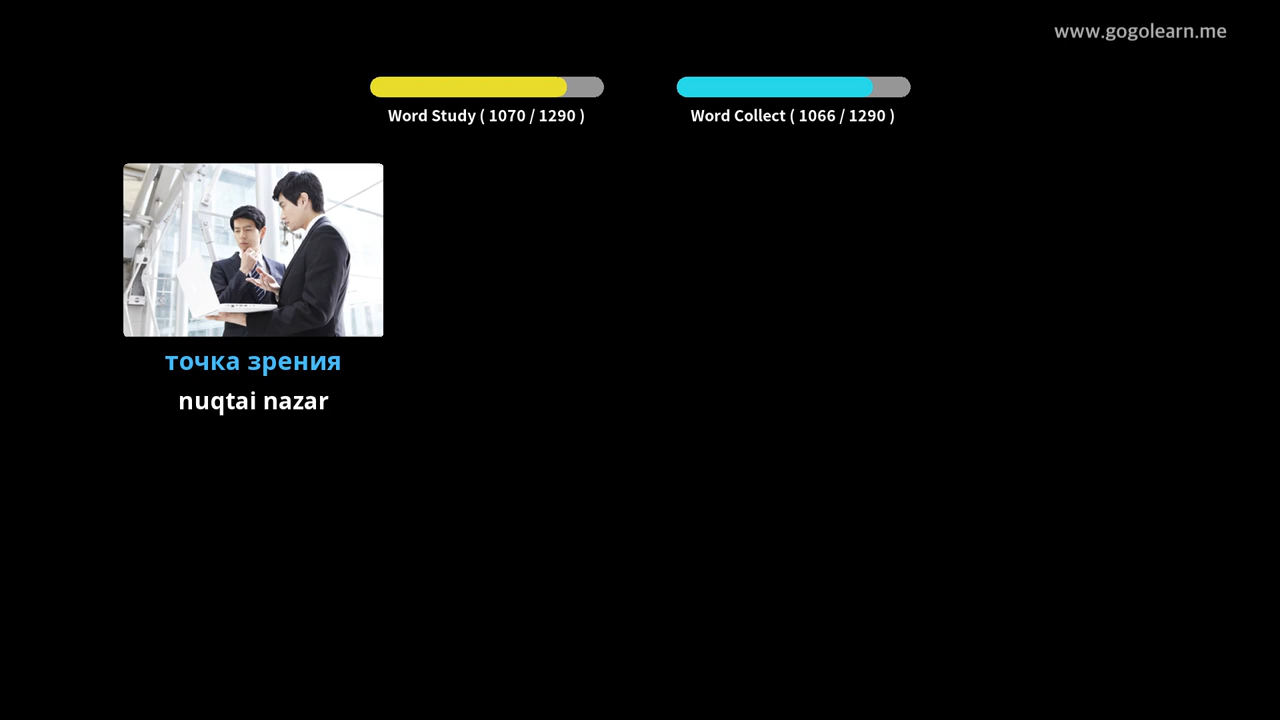 www.gogolearn.me
Word Study ( 1070 / 1290 )
Word Collect ( 1066 / 1290 )
точка зрения
nuqtai nazar